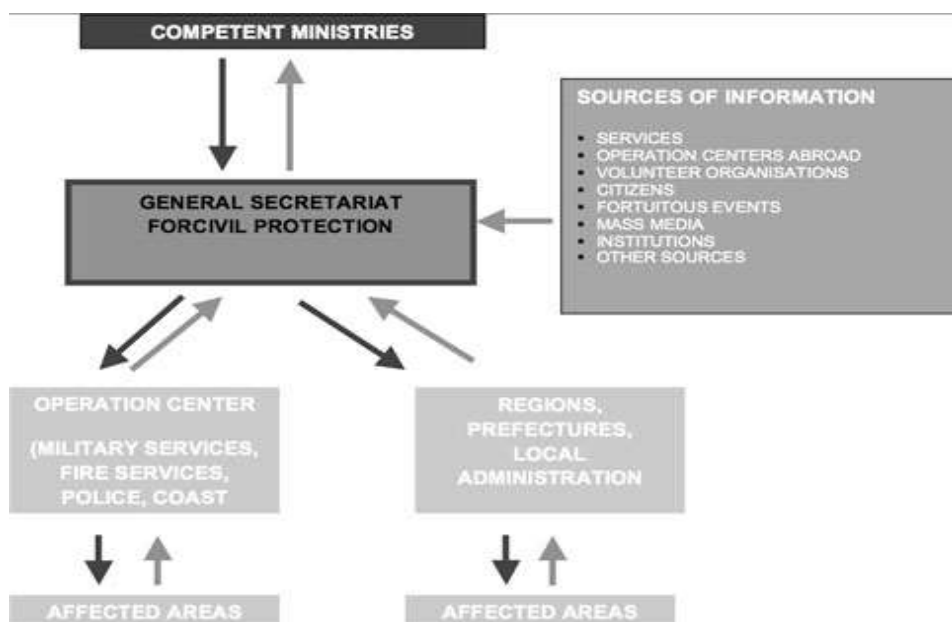 COMPETENT MINISTRIES
SOURCES OF INFORMATION
SERVICES
OPERATION CENTERS ABROAD
VOLUNTEER ORGANISATIONS
CITIZENS
FORTUITOUS EVENTS
MASS MEDIA
INSTITUTIONS
OTHER SOURCES
GENERAL SECRETARIAT
FORCIVIL PROTECTION
OPERATION CENTER
(MILITARY SERVICES,
FIRE SERVICES,
POLICE, COAST
REGIONS,
PREFECTURES,
LOCAL
ADMINISTRATION
AFFECTED AREAS
AFFECTED AREAS